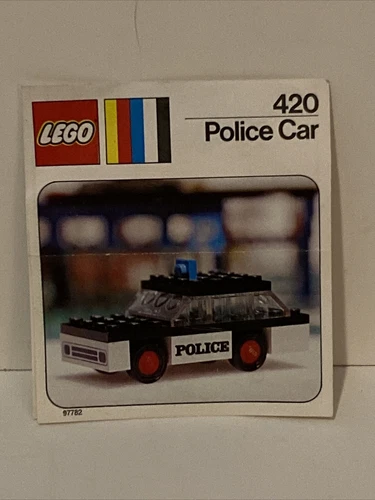 LEGO
420
Police Car
POLICE
97782